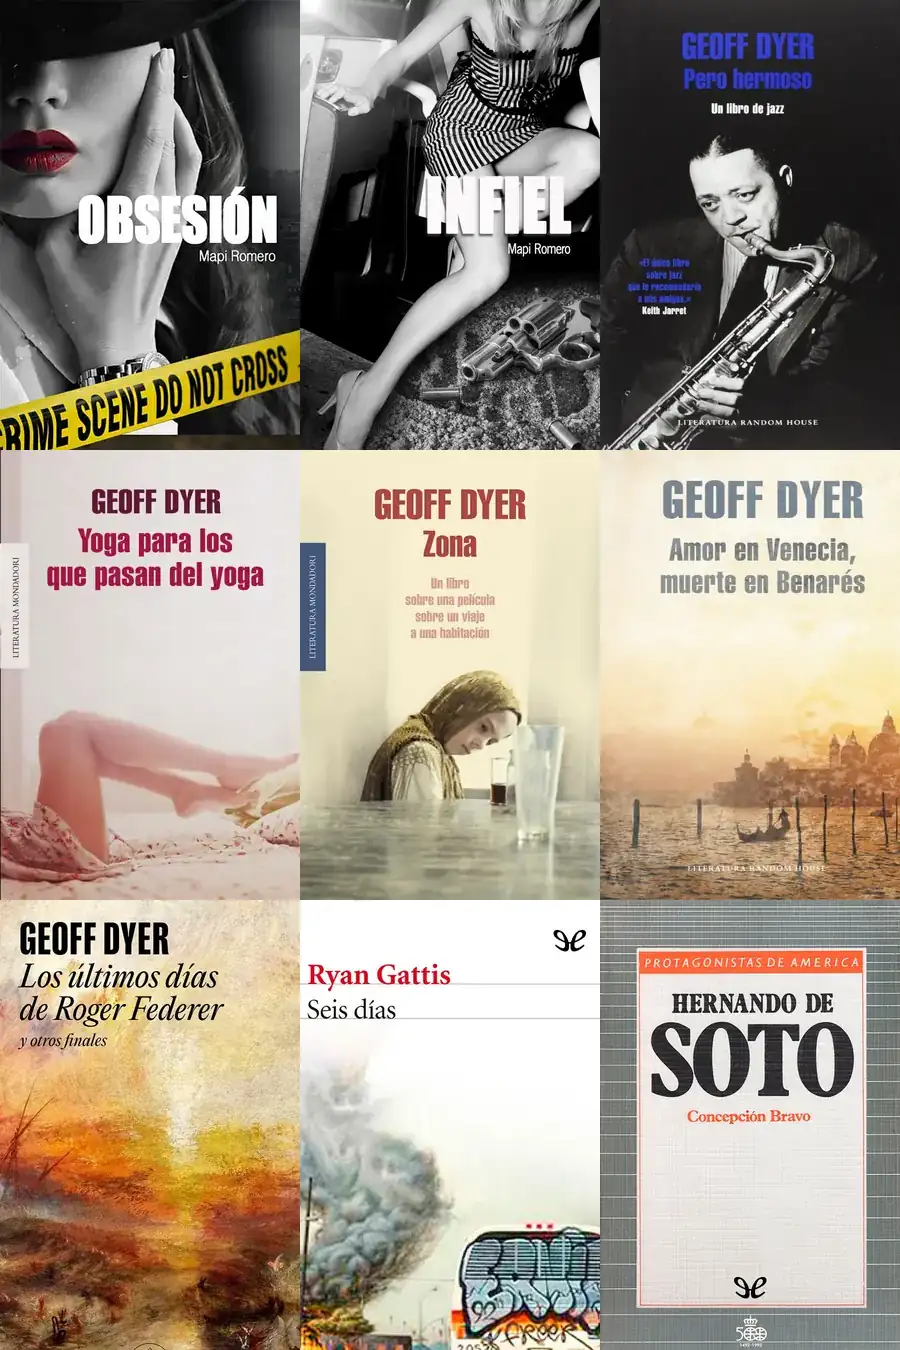 OBSESIÓN
Mapi Romero
CRIME SCENE DO NOT CROSS
INFIEL
Mapi Romero
GEOFF DYER
Pero hermoso
Un libro de jazz
«El único libro
sobre jazz
que le recomendaría
a mis amigos.»
Keith Jarret
LITERATURA RANDOM HOUSE
GEOFF DYER
Yoga para los
que pasan del yoga
LITERATURA MONDADORI
GEOFF DYER
Zona
Un libro
sobre una película
sobre un viaje
a una habitación
LITERATURA MONDADORI
GEOFF DYER
Amor en Venecia,
muerte en Benarés
LITERATURA RANDOM HOUSE
GEOFF DYER
Los últimos días
de Roger Federer
y otros finales
Ryan Gattis
Seis días
PROTAGONISTAS DE AMERICA
HERNANDO DE
SOTO
Concepción Bravo
1492-1992